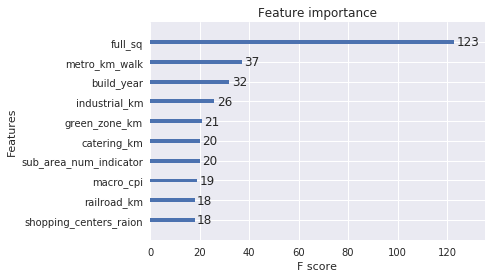 Feature importance
Features
full_sq 123
metro_km_walk 37
build_year 32
industrial_km 26
green_zone_km 21
catering_km 20
sub_area_num_indicator 20
macro_cpi 19
railroad_km 18
shopping_centers_raion 18
0 20 40 60 80 100 120
F score